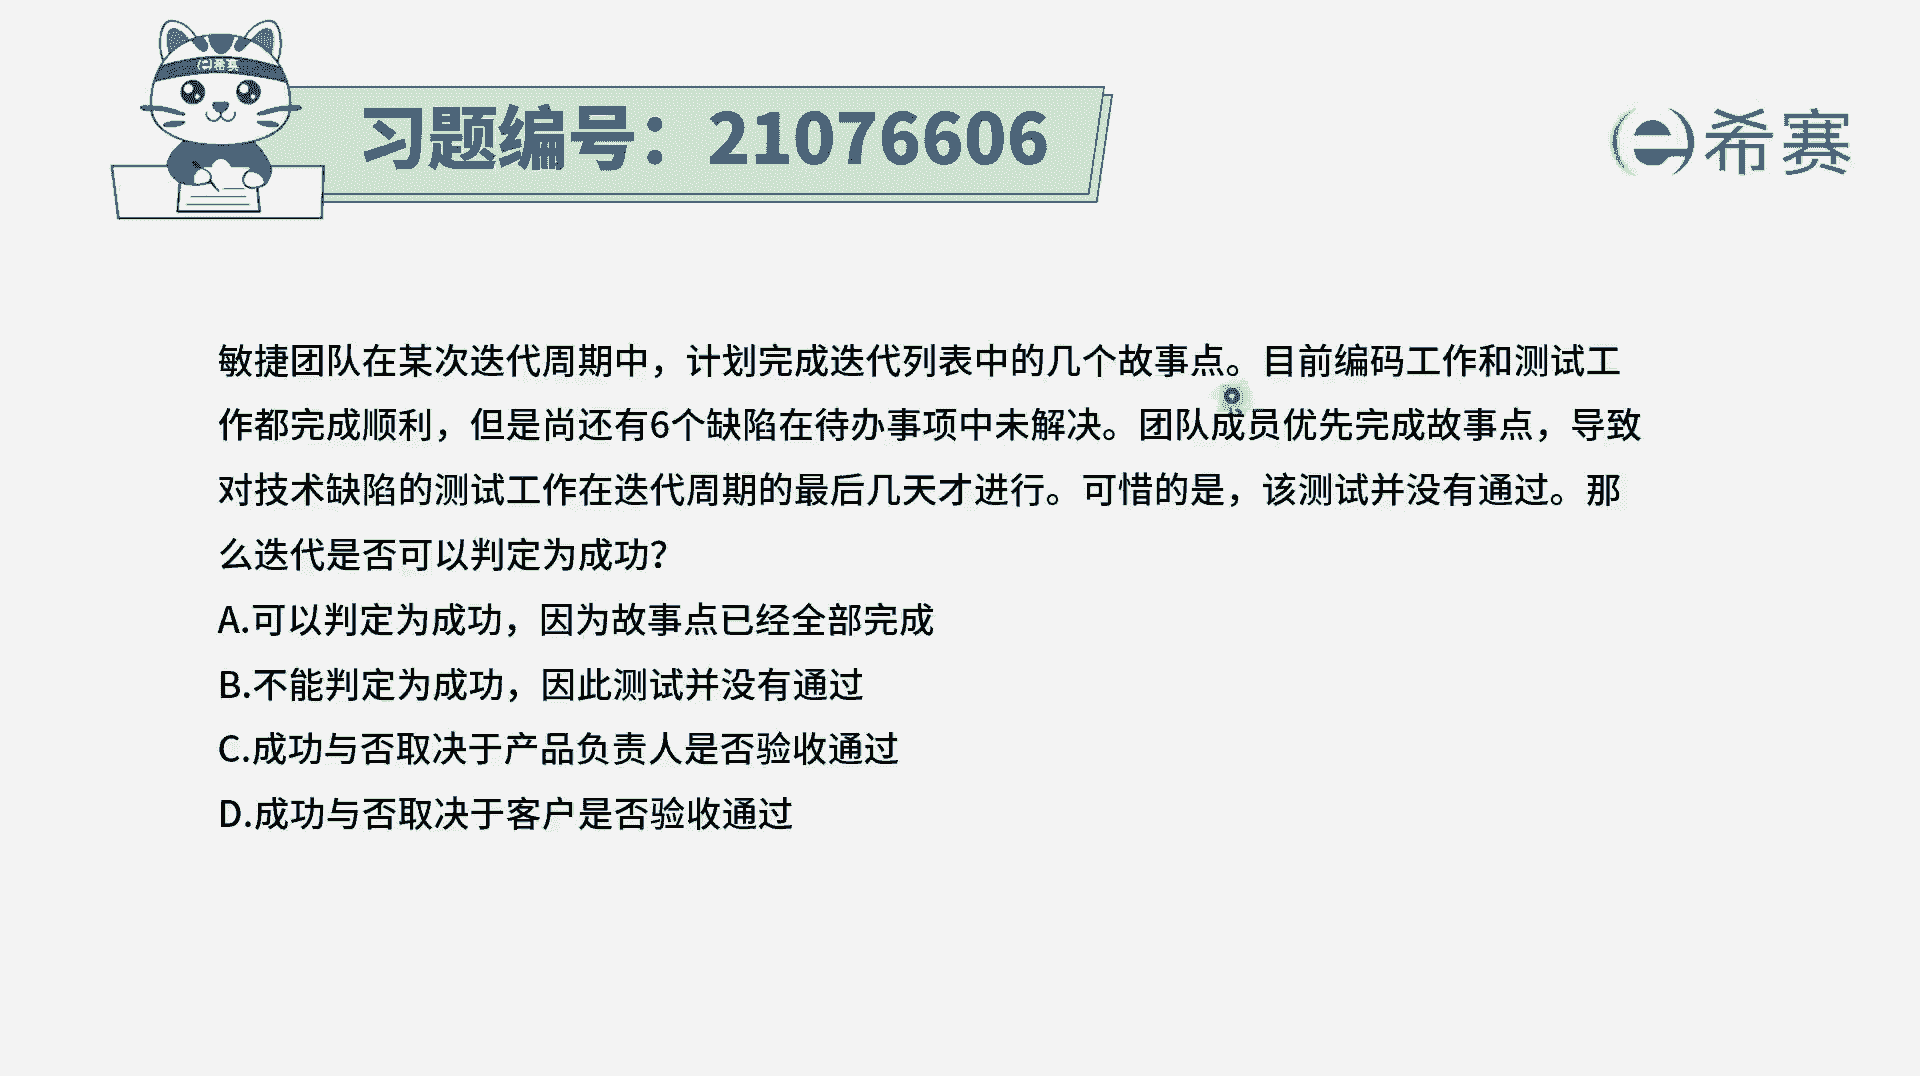 希赛
习题编号：21076606
希赛
敏捷团队在某次迭代周期中，计划完成迭代列表中的几个故事点。目前编码工作和测试工
作都完成顺利，但是尚还有6个缺陷在待办事项中未解决。团队成员优先完成故事点，导致
对技术缺陷的测试工作在迭代周期的最后几天才进行。可惜的是，该测试并没有通过。那
么迭代是否可以判定为成功？
A.可以判定为成功，因为故事点已经全部完成
B.不能判定为成功，因此测试并没有通过
C.成功与否取决于产品负责人是否验收通过
D.成功与否取决于客户是否验收通过